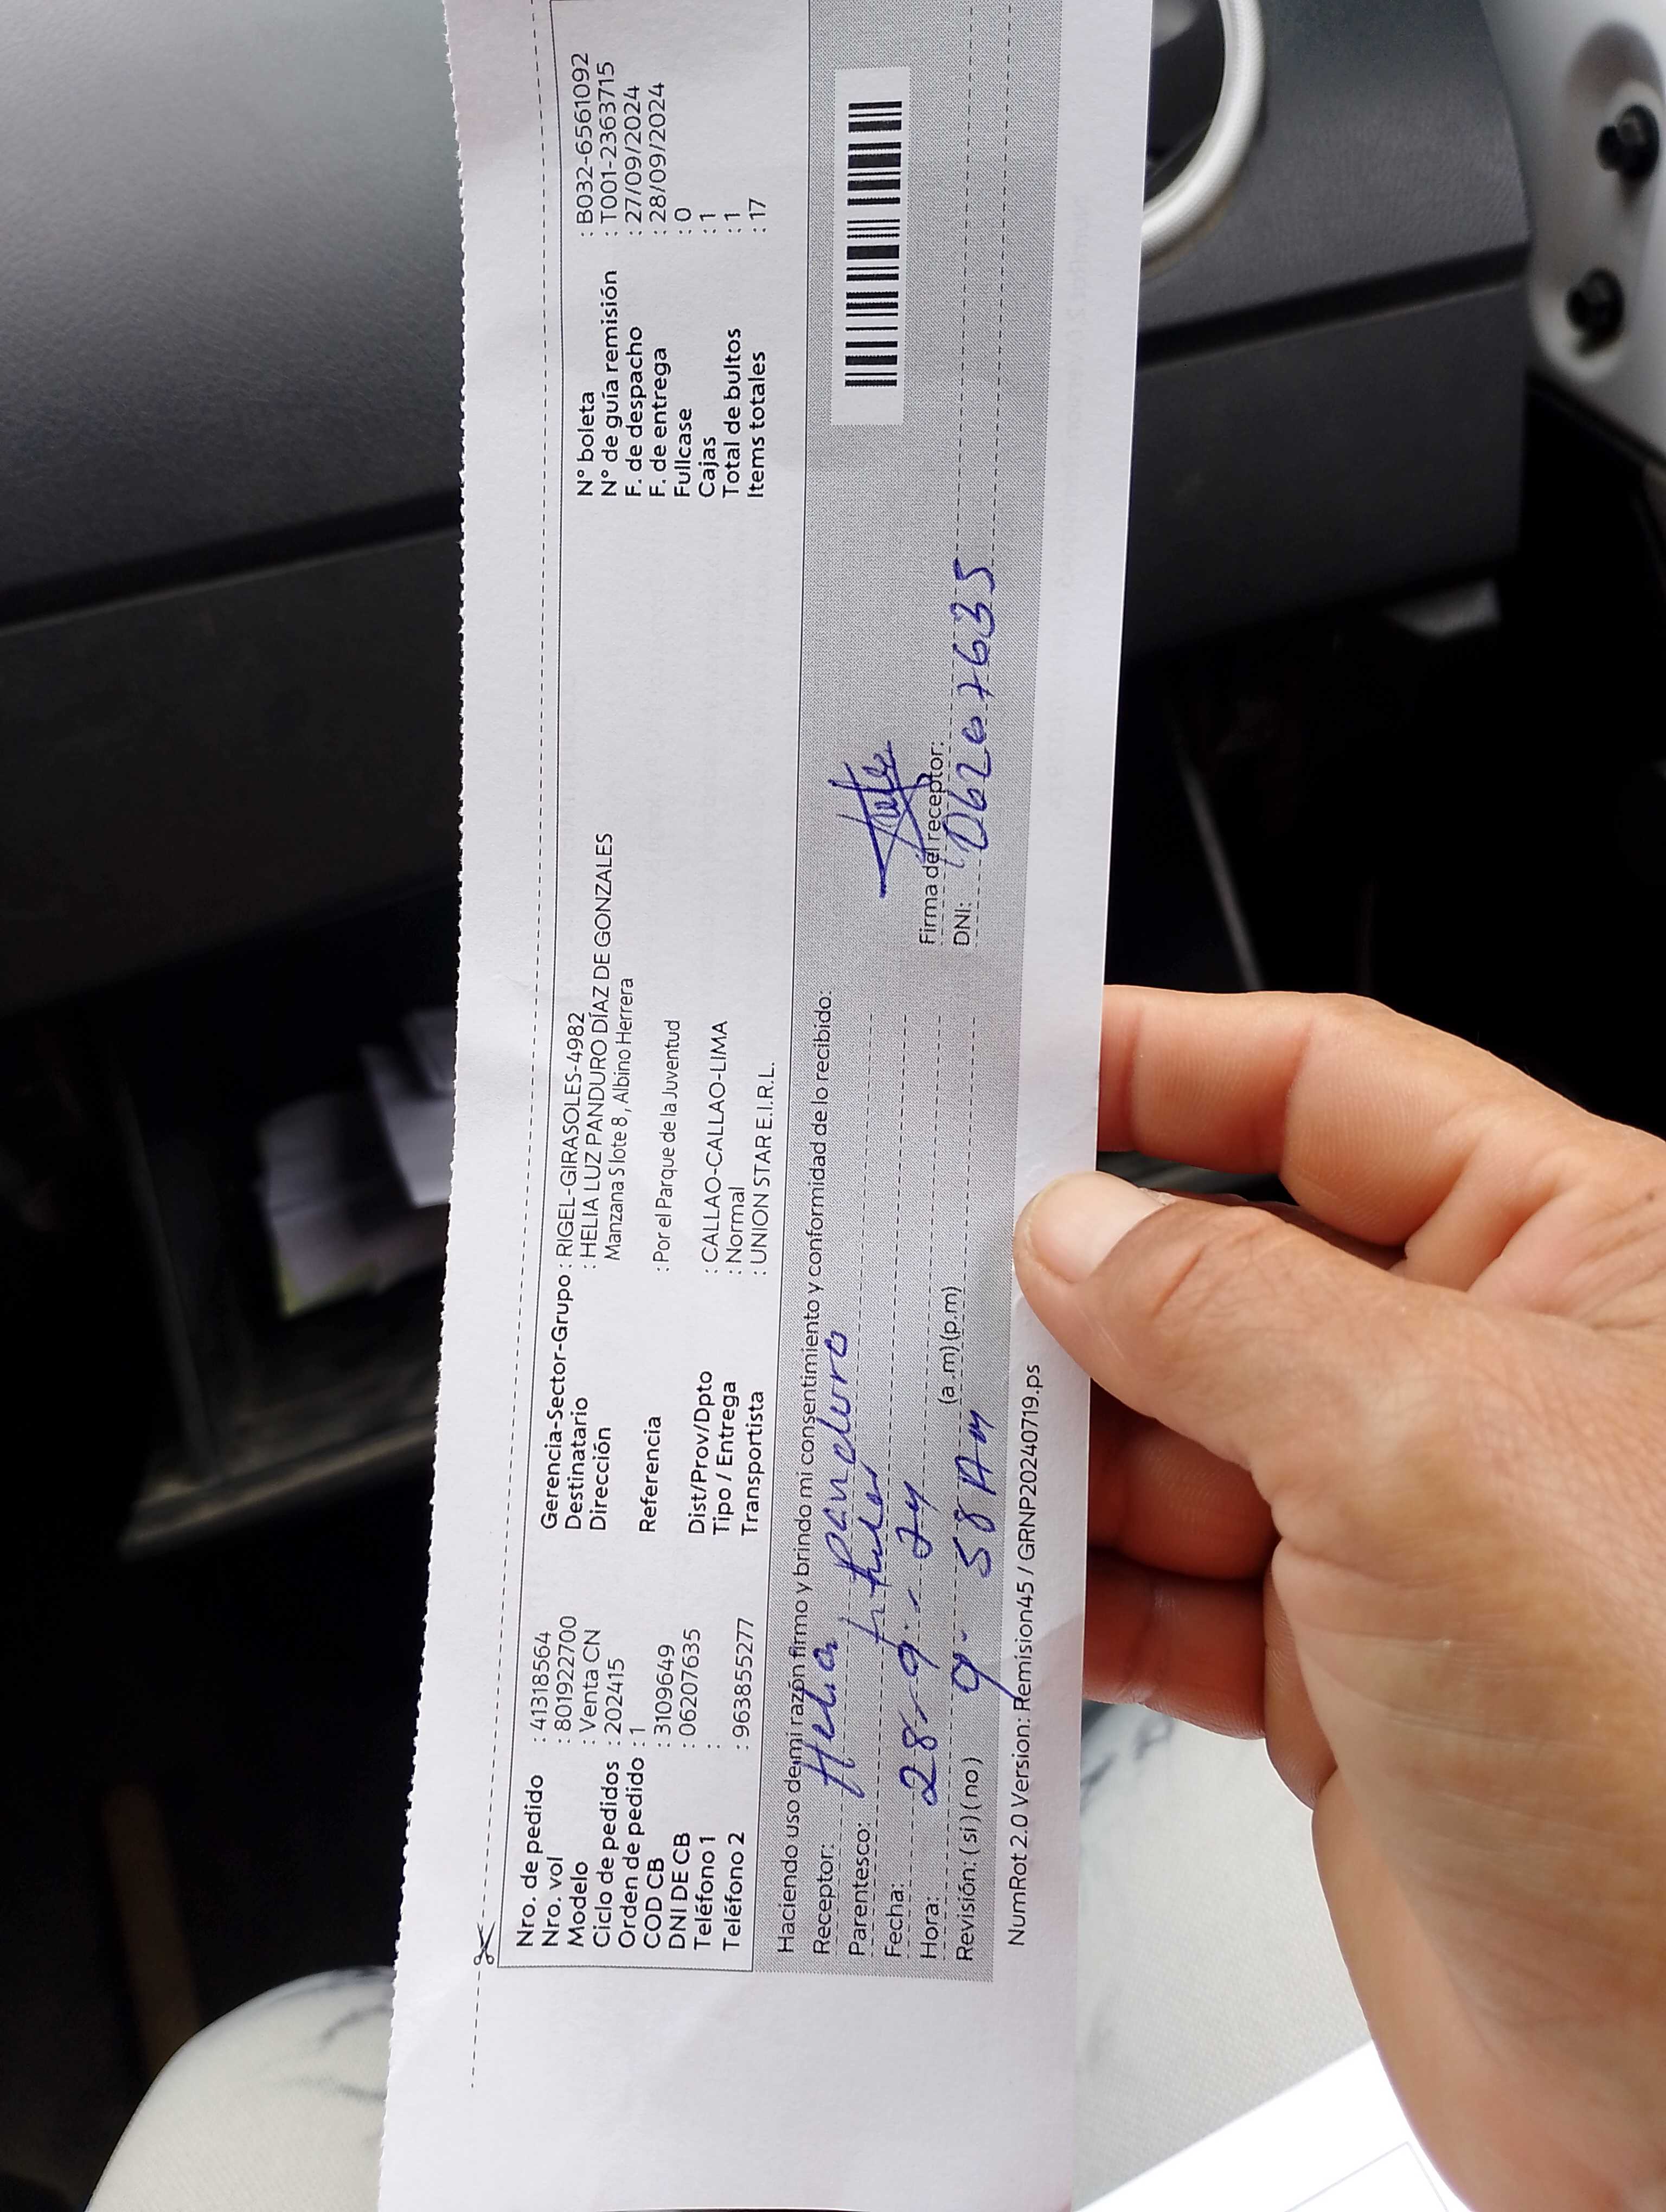 Nro. de pedido : 41318564
Nro. vol : 801922700
Modelo : Venta CN
Ciclo de pedidos : 202415
Orden de pedido : 1
COD CB : 3109649
DNI DE CB : 06207635
Teléfono 1 :
Teléfono 2 : 963855277
Gerencia-Sector-Grupo : RIGEL-GIRASOLES-4982
Destinatario : HELIA LUZ PANDURO DÍAZ DE GONZALES
Dirección Manzana S lote 8 , Albino Herrera
Referencia : Por el Parque de la Juventud
Dist/Prov/Dpto : CALLAO-CALLAO-LIMA
Tipo / Entrega : Normal
Transportista : UNION STAR E.I.R.L.
N° boleta : B032-6561092
N° de guía remisión : T001-2363715
F. de despacho : 27/09/2024
F. de entrega : 28/09/2024
Fullcase : 0
Cajas : 1
Total de bultos : 1
Items totales : 17
Haciendo uso de mi razón firmo y brindo mi consentimiento y conformidad de lo recibido:
Receptor: Helia Panduro
Parentesco:
Fecha: 28-9-24
Hora: 9-58 AM (a.m) (p.m)
Revisión: ( si ) ( no )
Firma del receptor:
DNI: 06207635
NumRot 2.0 Version: Remision45 / GRNP20240719.ps